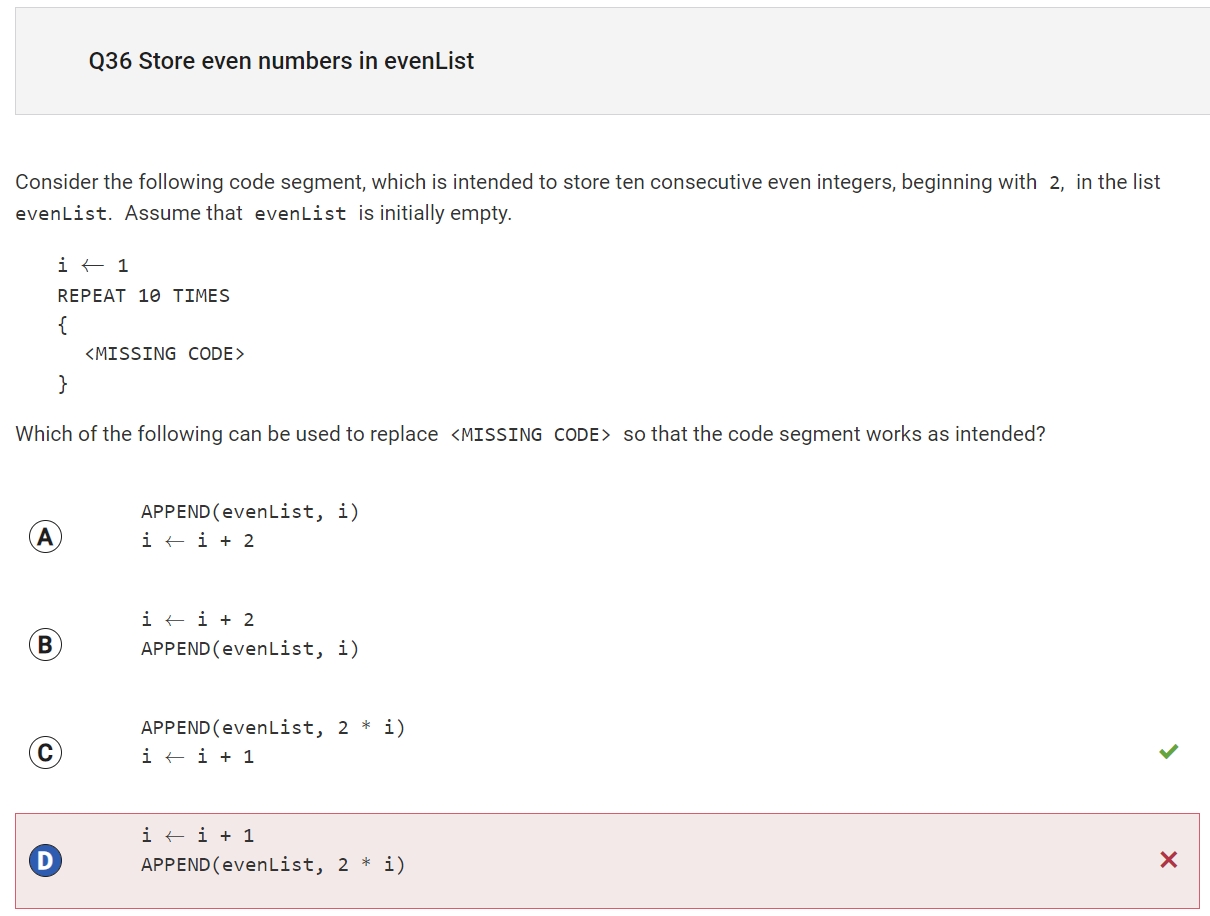 Q36 Store even numbers in evenList
Consider the following code segment, which is intended to store ten consecutive even integers, beginning with 2, in the list
evenList. Assume that evenList is initially empty.
i ← 1
REPEAT 10 TIMES
{
<MISSING CODE>
}
Which of the following can be used to replace <MISSING CODE> so that the code segment works as intended?
A
APPEND(evenList, i)
i ← i + 2
B
i ← i + 2
APPEND(evenList, i)
C
APPEND(evenList, 2 * i)
i ← i + 1
D
i ← i + 1
APPEND(evenList, 2 * i)